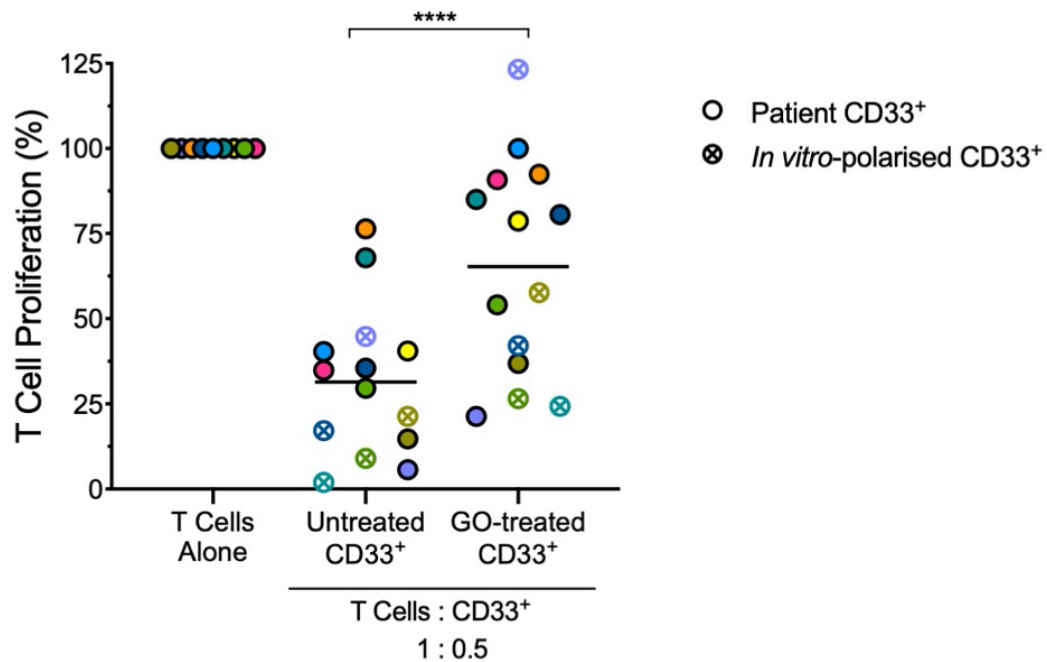 ****
T Cell Proliferation (%)
125
100
75
50
25
0
T Cells
Alone
Untreated
CD33⁺
GO-treated
CD33⁺
T Cells : CD33⁺
1 : 0.5
Patient CD33⁺
In vitro-polarised CD33⁺